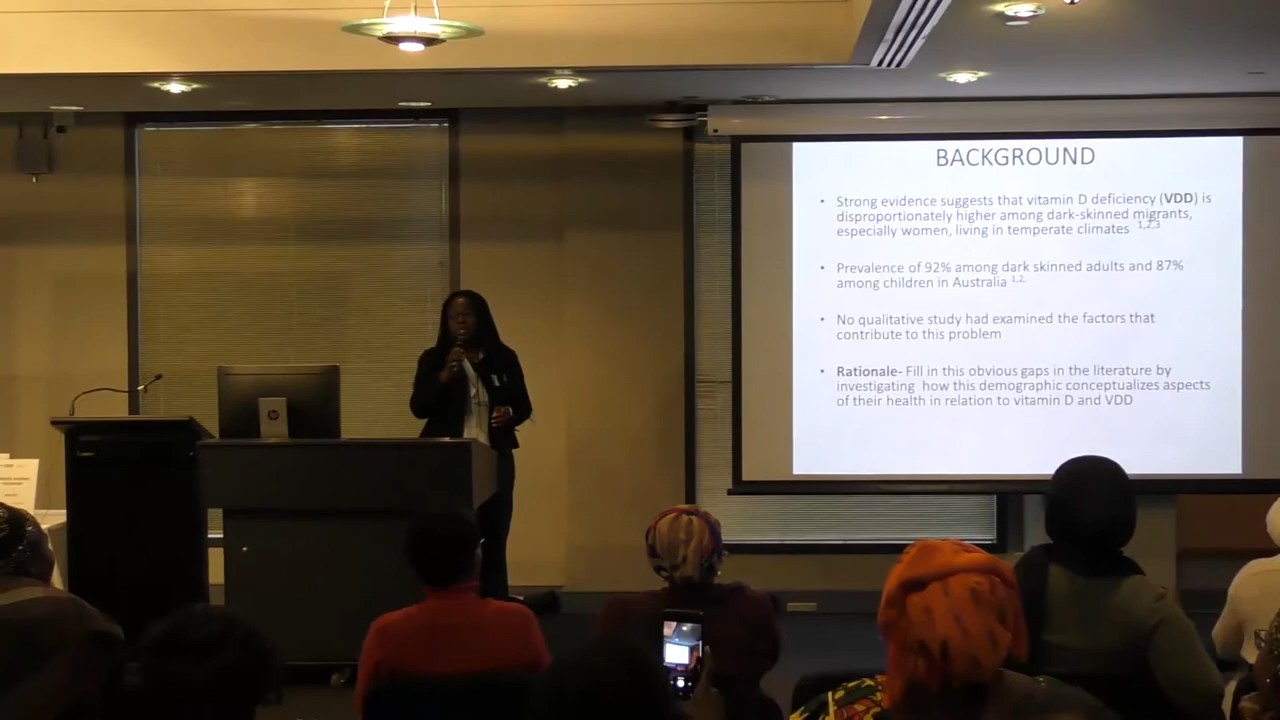 BACKGROUND
• Strong evidence suggests that vitamin D deficiency (VDD) is
disproportionately higher among dark-skinned migrants,
especially women, living in temperate climates 1,2,3
• Prevalence of 92% among dark skinned adults and 87%
among children in Australia 1,2.
• No qualitative study had examined the factors that
contribute to this problem
• Rationale- Fill in this obvious gaps in the literature by
investigating how this demographic conceptualizes aspects
of their health in relation to vitamin D and VDD
hp